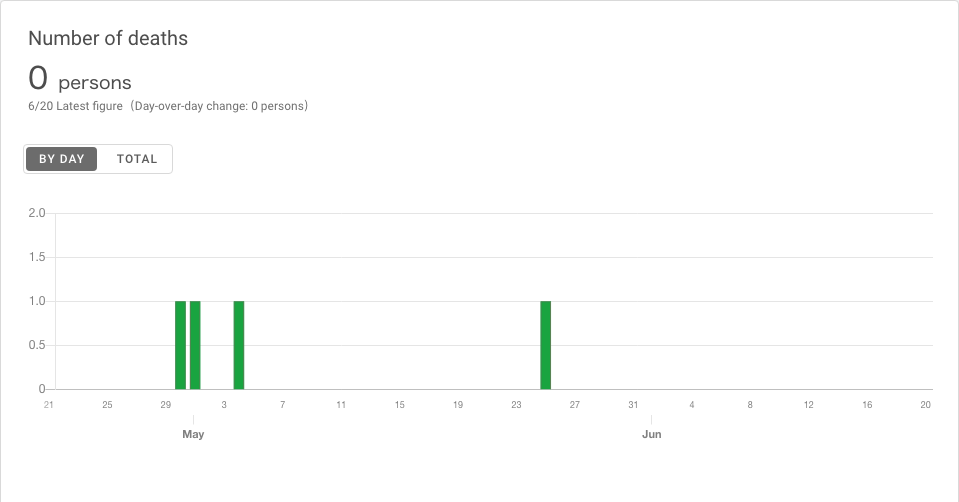 Number of deaths
0 persons
6/20 Latest figure（Day-over-day change: 0 persons)
BY DAY TOTAL
2.0
1.5
1.0
0.5
0
21 25 29 3 7 11 15 19 23 27 31 4 8 12 16 20
May Jun